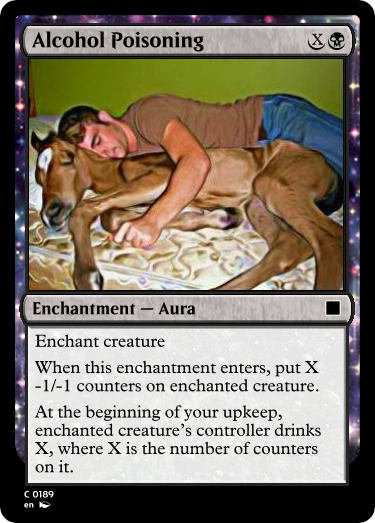 Alcohol Poisoning X
Enchantment — Aura
Enchant creature
When this enchantment enters, put X
-1/-1 counters on enchanted creature.
At the beginning of your upkeep,
enchanted creature's controller drinks
X, where X is the number of counters
on it.
C 0189
en